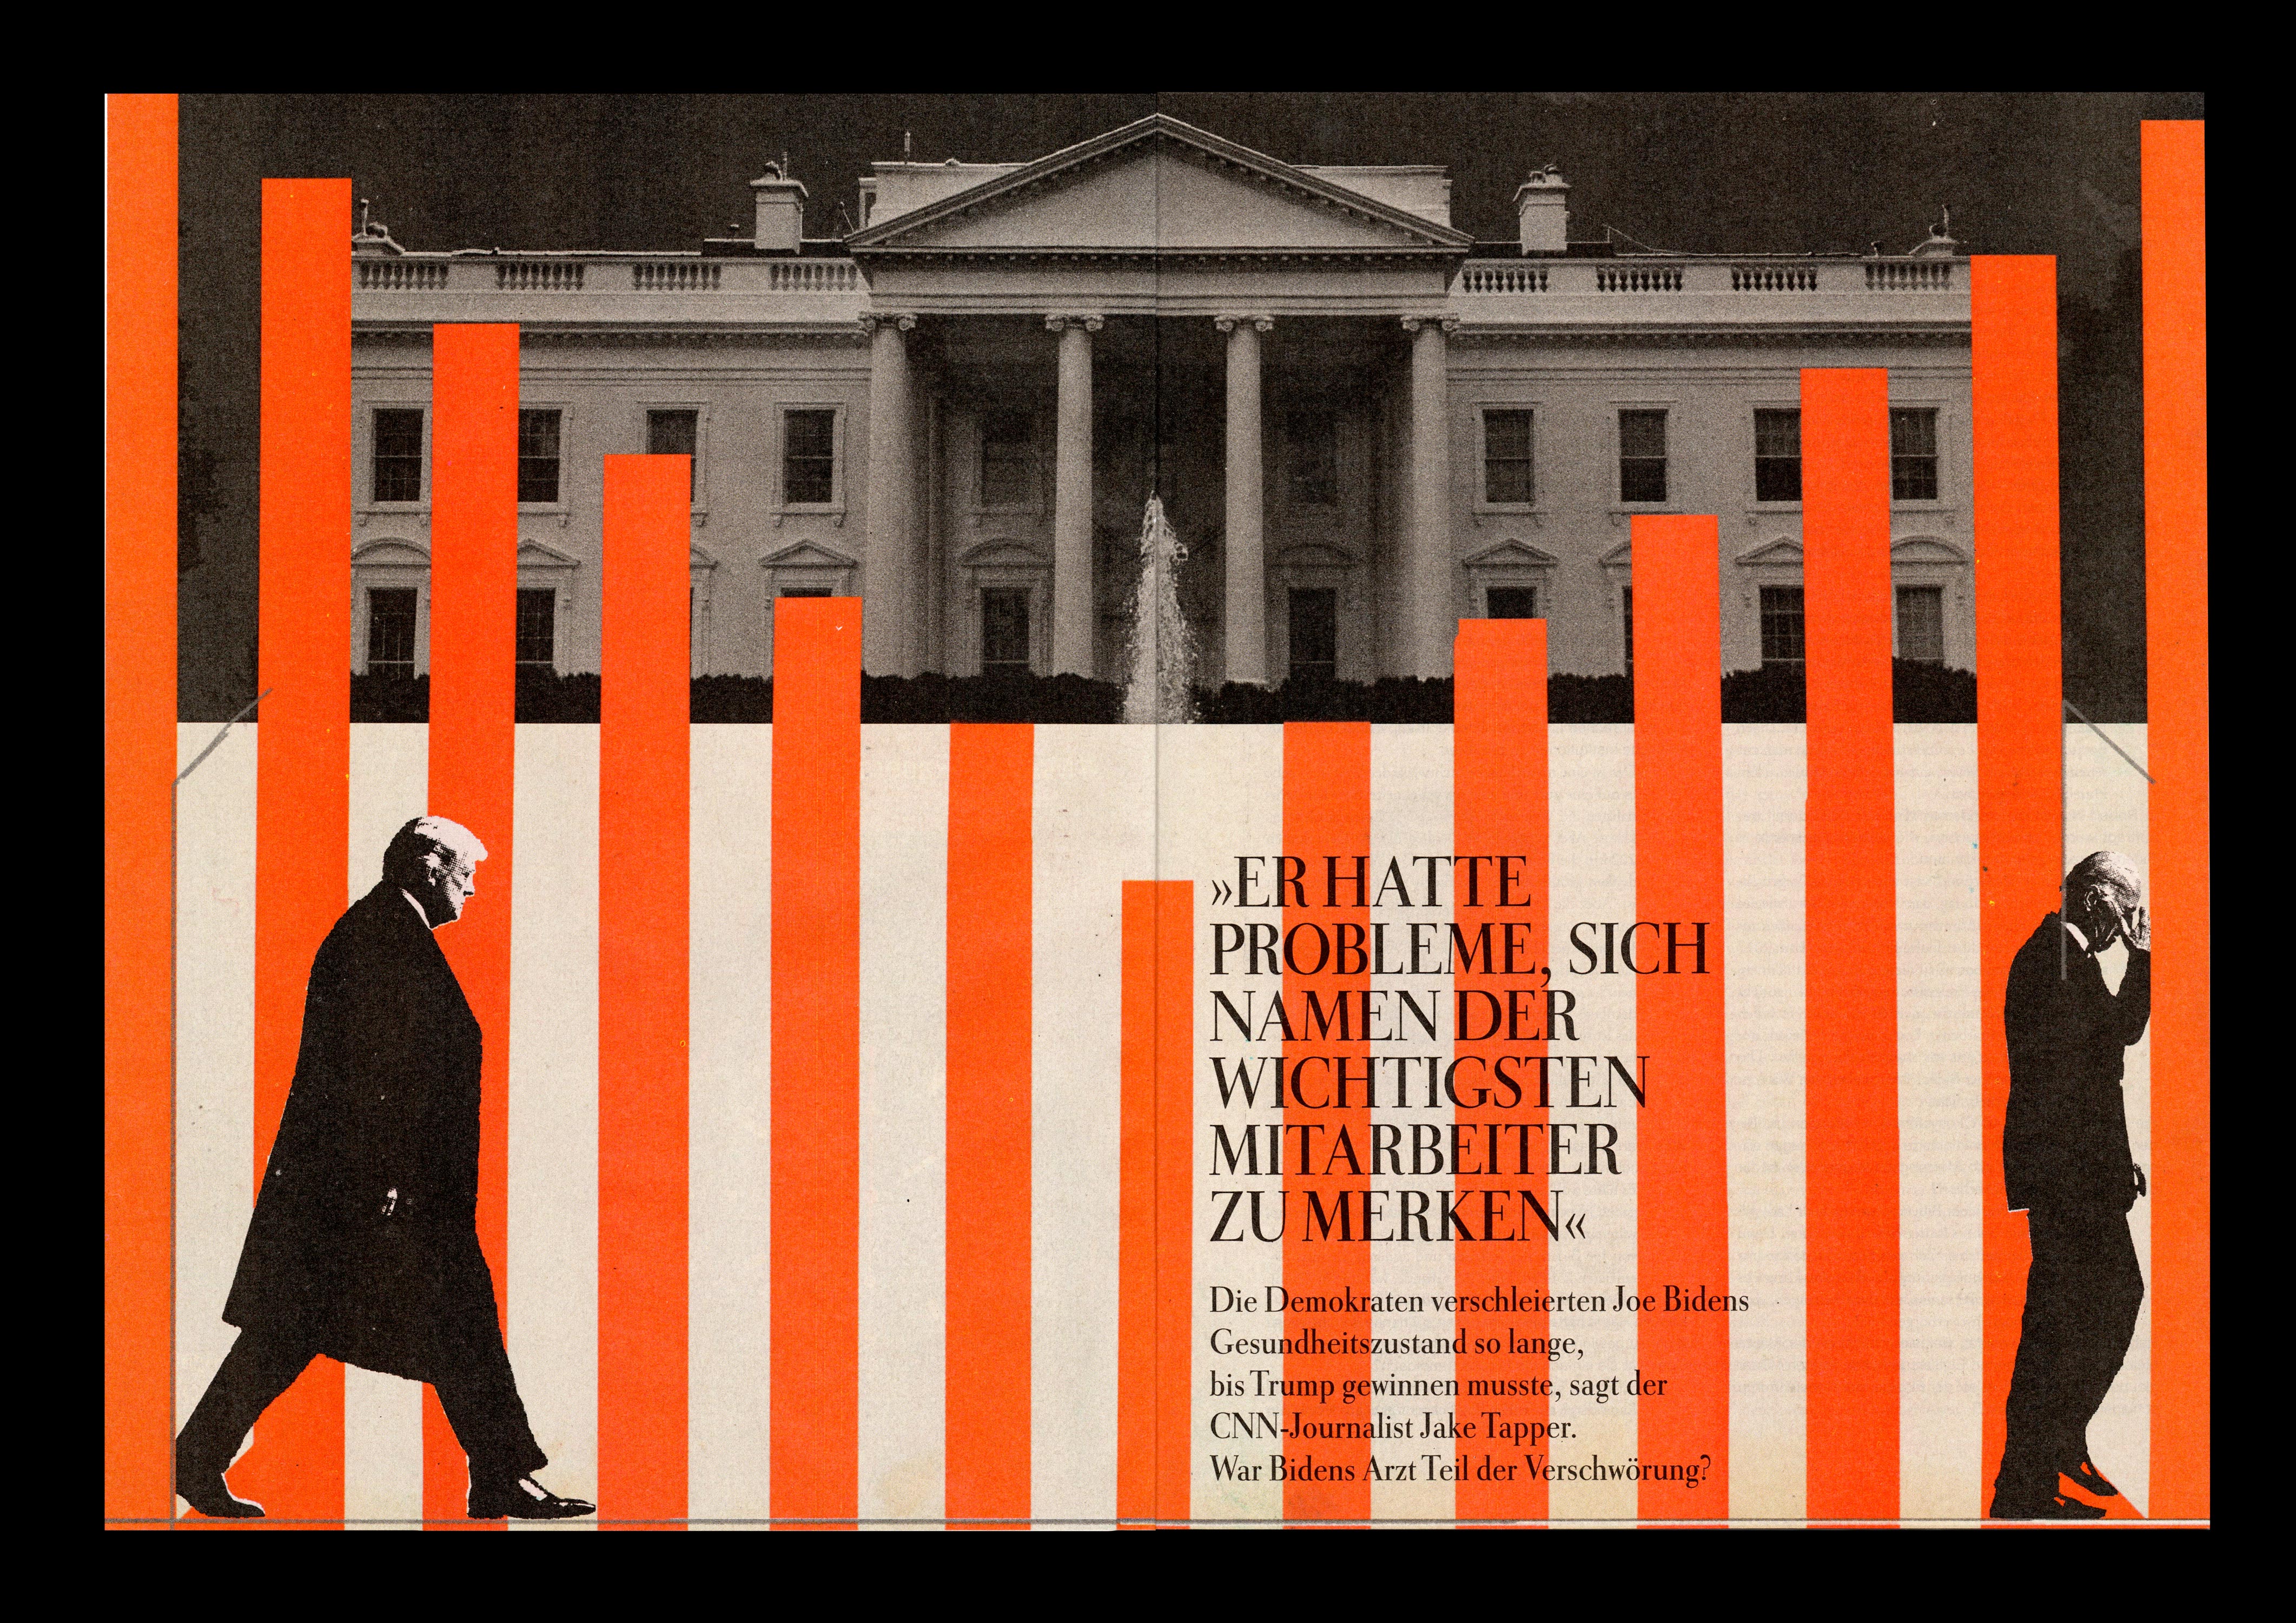 »ER HATTE
PROBLEME, SICH
NAMEN DER
WICHTIGSTEN
MITARBEITER
ZU MERKEN«
Die Demokraten verschleierten Joe Bidens
Gesundheitszustand so lange,
bis Trump gewinnen musste, sagt der
CNN-Journalist Jake Tapper.
War Bidens Arzt Teil der Verschwörung?